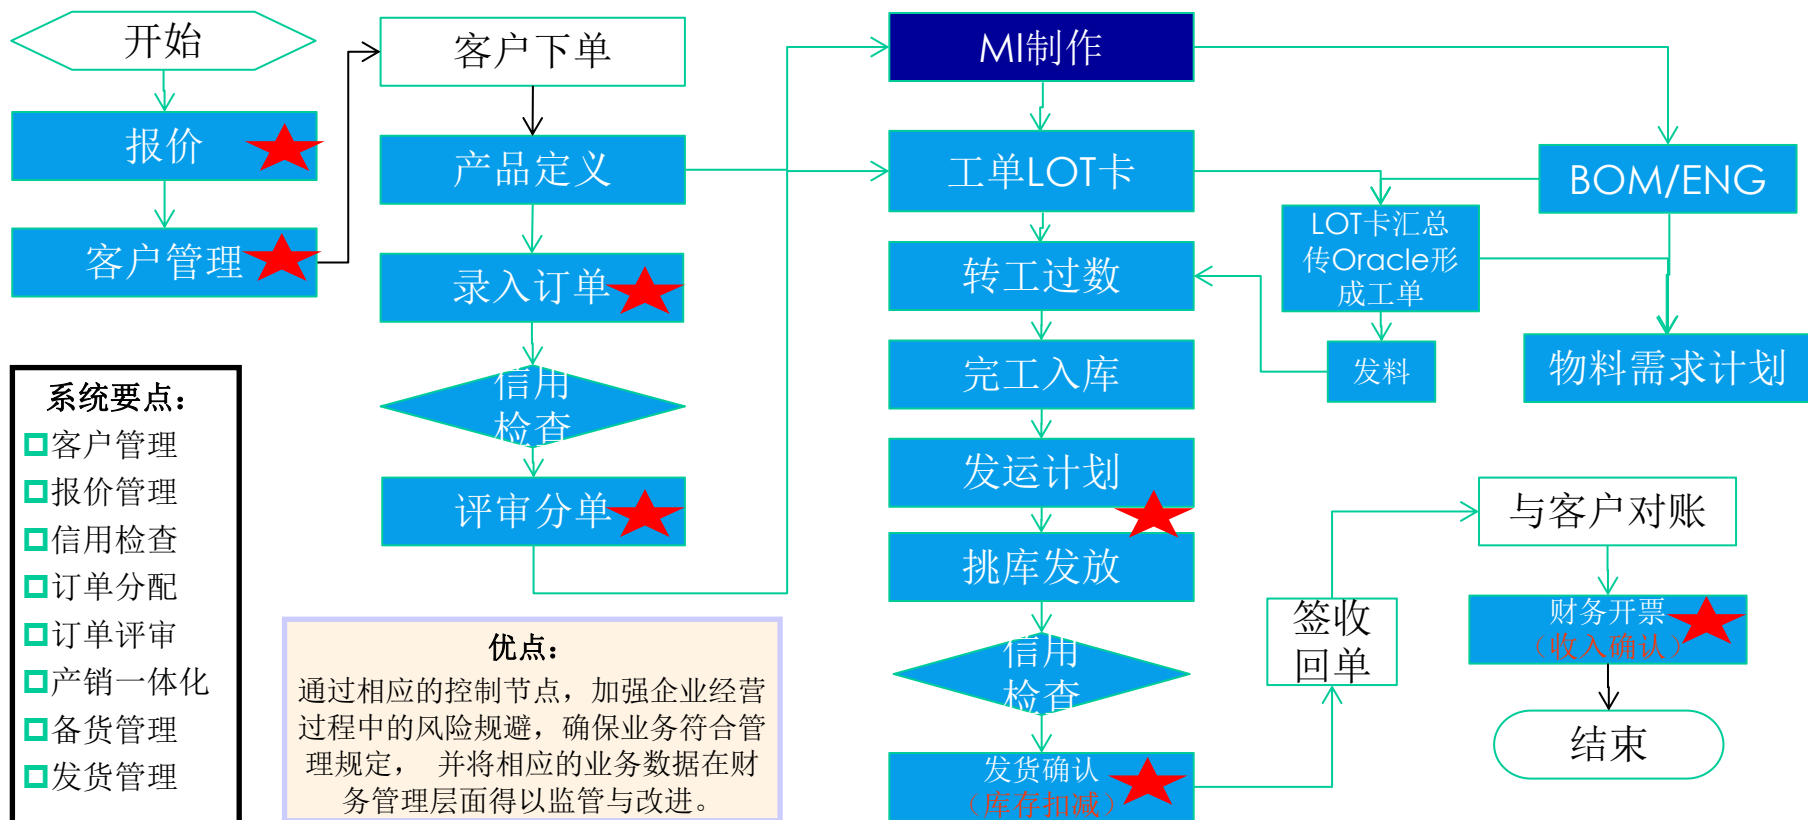 开始
报价
客户管理
客户下单
产品定义
录入订单
信用
检查
评审分单
MI制作
工单LOT卡
转工过数
完工入库
发运计划
挑库发放
信用
检查
发货确认
（库存扣减）
BOM/ENG
LOT卡汇总
传Oracle形
成工单
发料
物料需求计划
签收
回单
与客户对账
财务开票
（收入确认）
结束
系统要点：
客户管理
报价管理
信用检查
订单分配
订单评审
产销一体化
备货管理
发货管理
优点：
通过相应的控制节点，加强企业经营
过程中的风险规避，确保业务符合管
理规定， 并将相应的业务数据在财
务管理层面得以监管与改进。